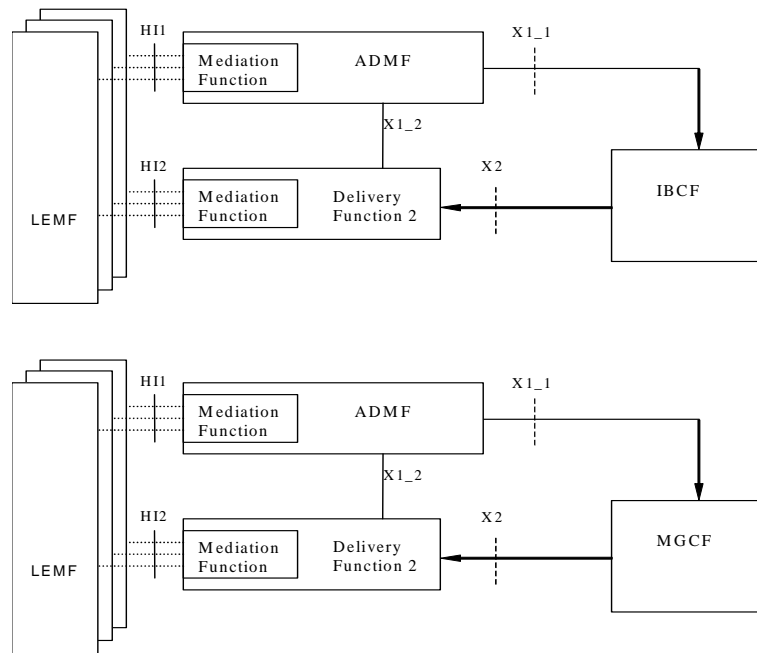 HI1
X1_1
Mediation
Function
ADMF
X1_2
HI2
X2
Mediation
Function
Delivery
Function 2
IBCF
LEMF
HI1
X1_1
Mediation
Function
ADMF
X1_2
HI2
X2
Mediation
Function
Delivery
Function 2
MGCF
LEMF